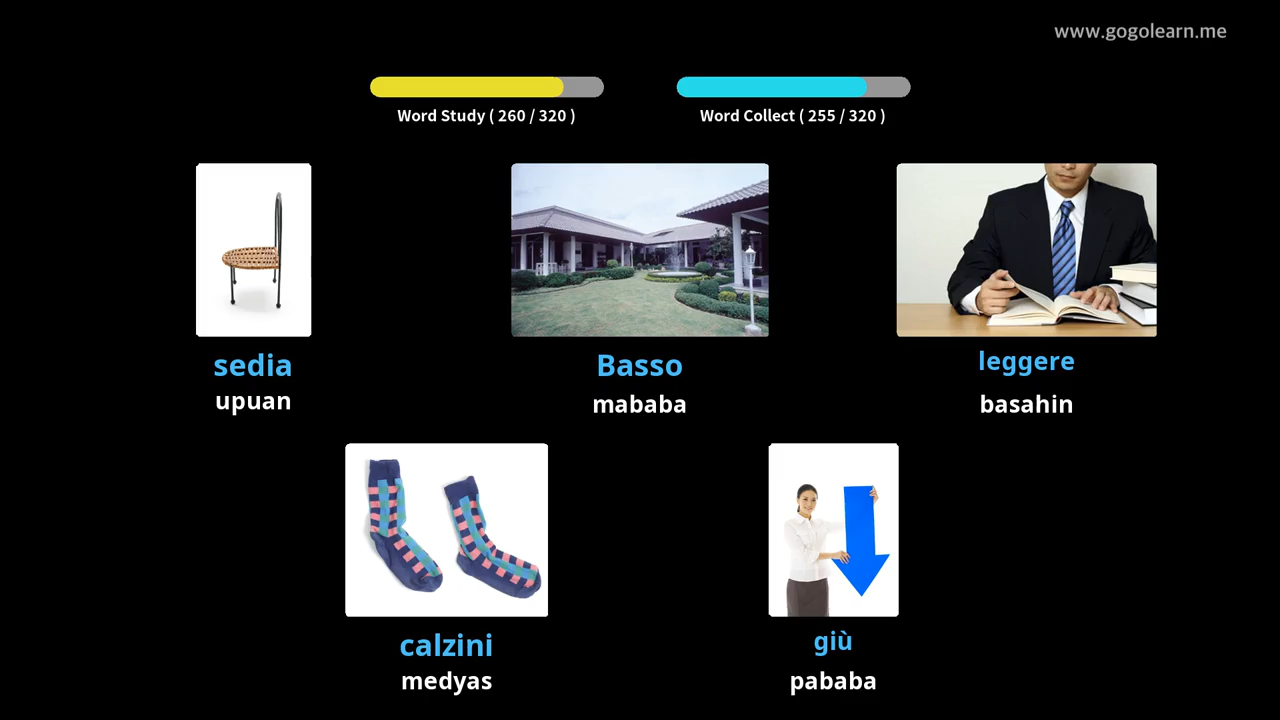 www.gogolearn.me
Word Study ( 260 / 320 )
Word Collect ( 255 / 320 )
sedia
upuan
Basso
mababa
leggere
basahin
calzini
medyas
giù
pababa